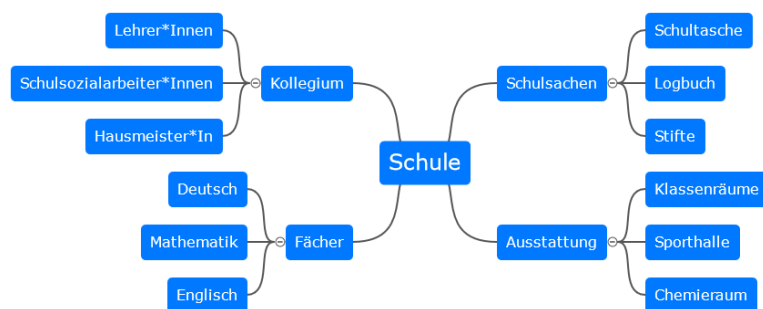 Lehrer*Innen
Schulsozialarbeiter*Innen
Hausmeister*In
Kollegium
Deutsch
Mathematik
Englisch
Fächer
Schule
Schulsachen
Schultasche
Logbuch
Stifte
Ausstattung
Klassenräume
Sporthalle
Chemieraum